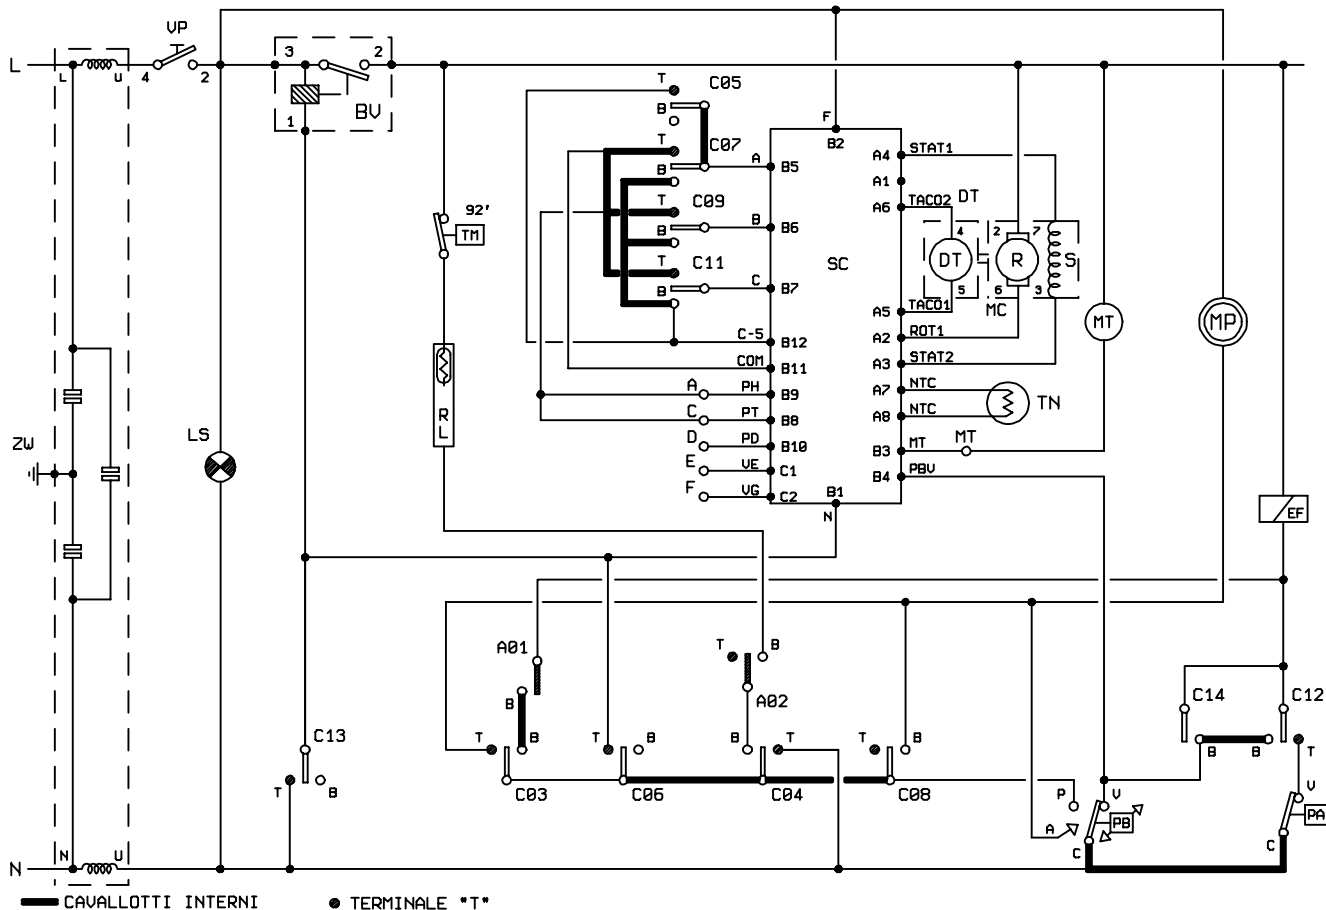 VP
L
L
U
4
2
3
2
1
BV
T
C05
B
T
C07
B
T
C09
B
T
C11
B
A
B5
B
B6
C
B7
C-5
B12
COM
B11
A
PH
B9
C
PT
B8
D
PD
B10
E
VE
C1
F
VG
C2
F
B2
SC
B1
N
A4
STAT1
A1
A6
TACO2
DT
4
DT
5
2
7
R
S
6
3
MC
A5
TACO1
A2
ROT1
A3
STAT2
A7
NTC
A8
NTC
TN
B3
MT
MT
B4
PBV
MT
MP
92'
TM
RL
LS
ZW
EF
A01
B
T
B
C03
T
B
C06
T
B
A02
B
T
C04
T
B
C08
C13
T
B
C14
C12
B
B
T
P
V
A
PB
C
V
PA
C
N
N
U
CAVALLOTTI INTERNI
TERMINALE "T"